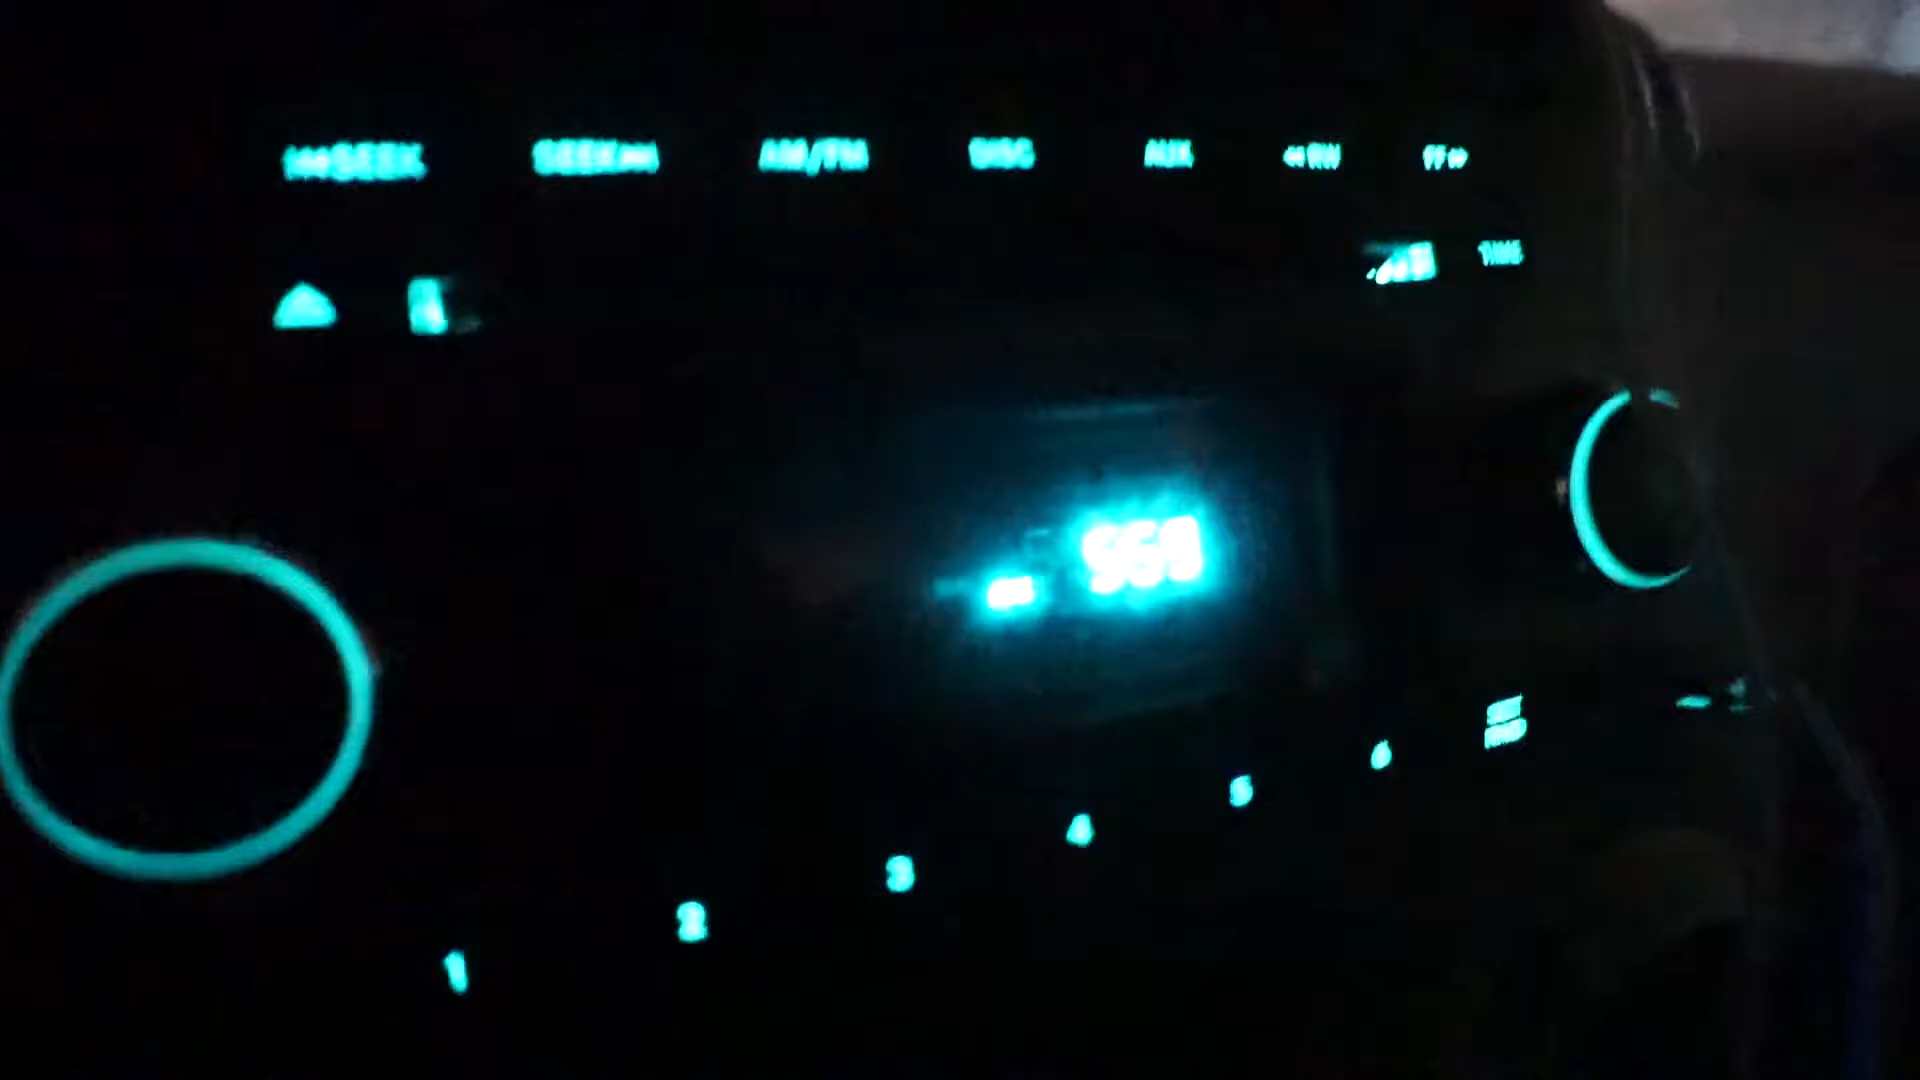 ⏮SEEK SEEK⏭ AM/FM DISC AUX ◀◀RW FF▶▶
TIME
1 2 3 4 5 6